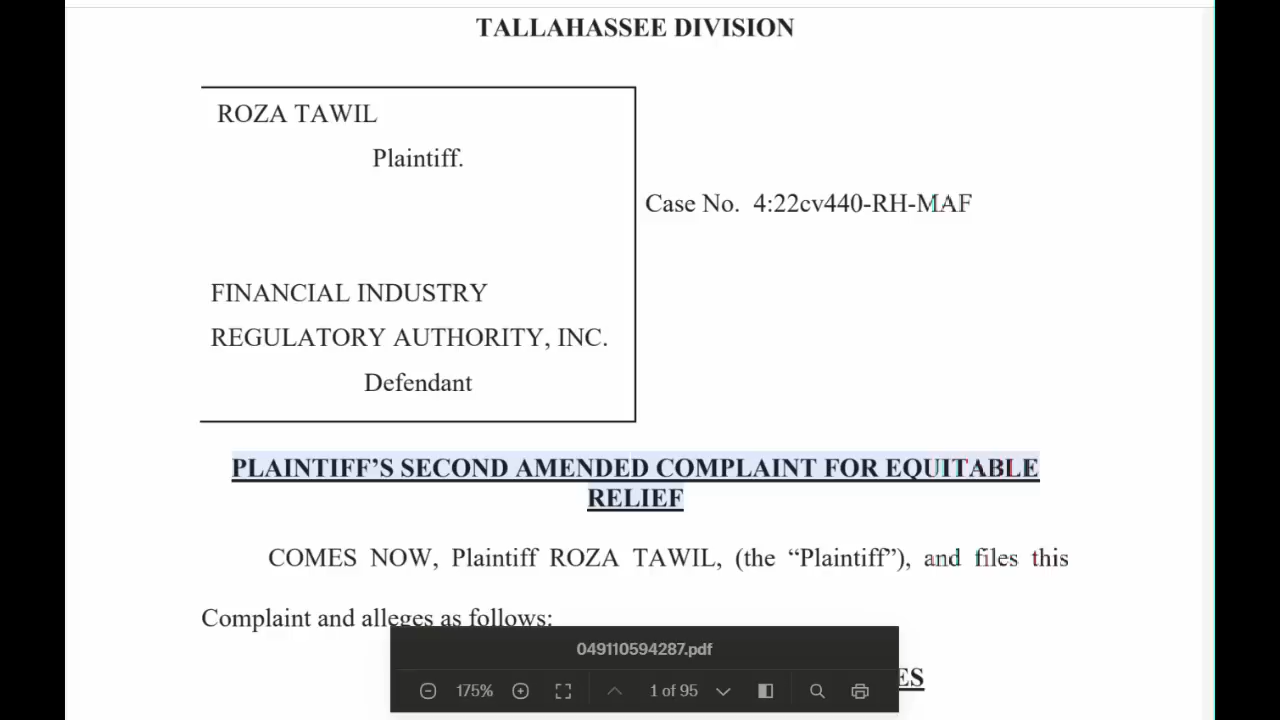 TALLAHASSEE DIVISION
ROZA TAWIL
Plaintiff.
Case No. 4:22cv440-RH-MAF
FINANCIAL INDUSTRY
REGULATORY AUTHORITY, INC.
Defendant
PLAINTIFF’S SECOND AMENDED COMPLAINT FOR EQUITABLE
RELIEF
COMES NOW, Plaintiff ROZA TAWIL, (the “Plaintiff”), and files this
Complaint and alleges as follows:
049110594287.pdf
ES
175%
1 of 95